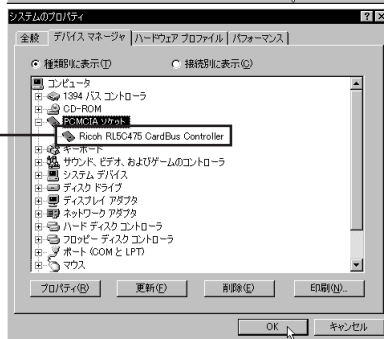 システムのプロパティ
全般 デバイス マネージャ ハードウェア プロファイル パフォーマンス
種類別に表示(T) 接続別に表示(C)
コンピュータ
1394 バス コントローラ
CD-ROM
PCMCIA ソケット
Ricoh RL5C475 CardBus Controller
キーボード
サウンド、ビデオ、およびゲームのコントローラ
システム デバイス
ディスク ドライブ
ディスプレイ アダプタ
ネットワーク アダプタ
ハード ディスク コントローラ
フロッピー ディスク コントローラ
ポート (COM と LPT)
マウス
プロパティ(R) 更新(F) 削除(E) 印刷(N)...
OK キャンセル